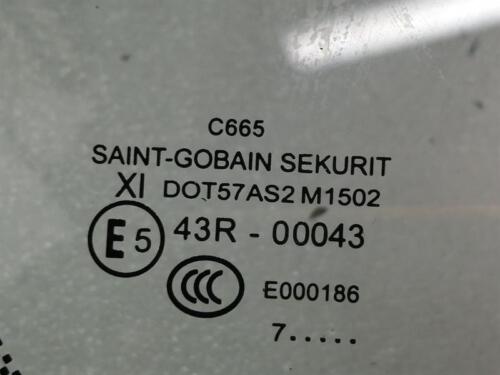 C665
SAINT-GOBAIN SEKURIT
XI DOT57AS2 M1502
E5 43R - 00043
CCC E000186
7.....